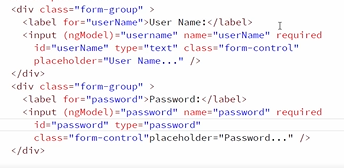 <div class="form-group" >
<label for="userName">User Name:</label>
<input (ngModel)="username" name="userName" required
id="userName" type="text" class="form-control"
placeholder="User Name..." />
</div>
<div class="form-group" >
<label for="password">Password:</label>
<input (ngModel)="password" name="password" required
id="password" type="password"
class="form-control"placeholder="Password..." />
</div>